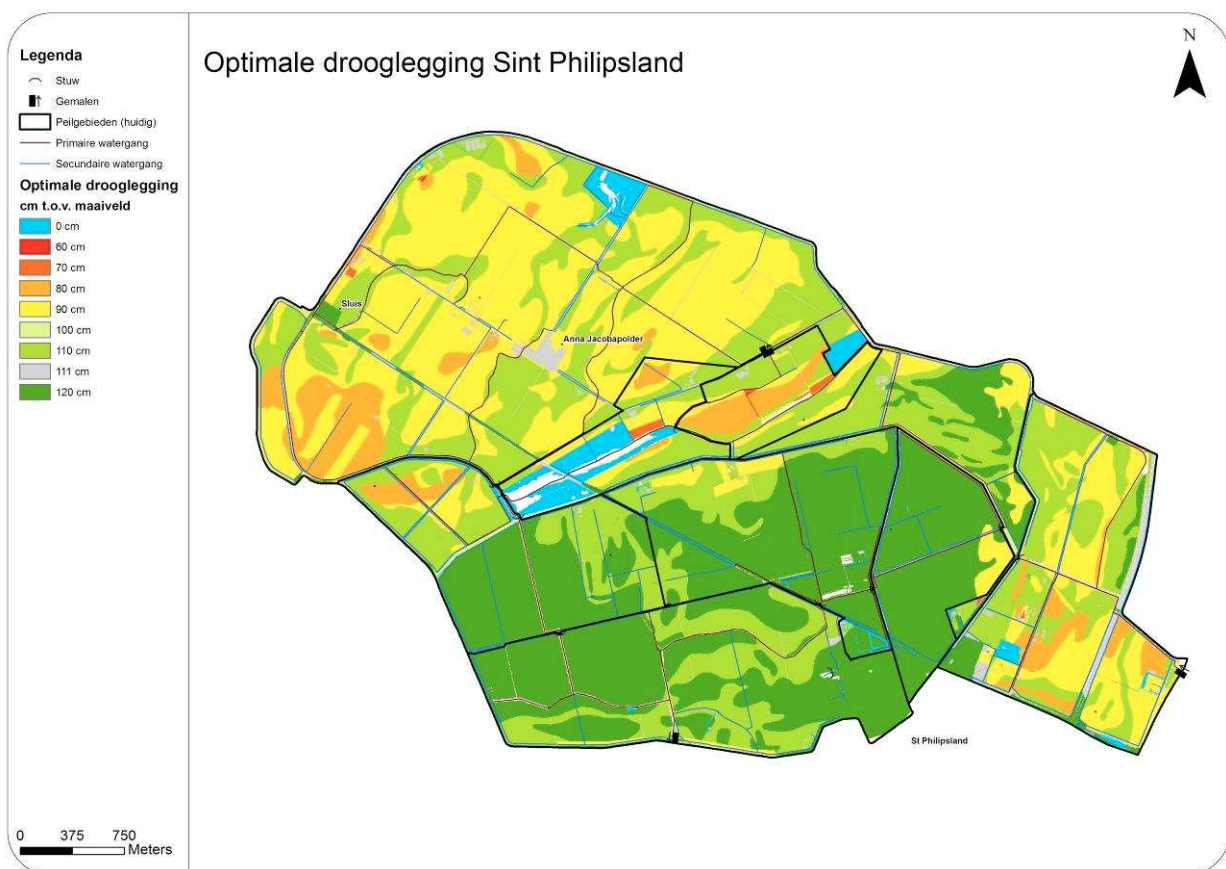 Optimale drooglegging Sint Philipsland
N
Legenda
Stuw
Gemalen
Peilgebieden (huidig)
Primaire watergang
Secundaire watergang
Optimale drooglegging
cm t.o.v. maaiveld
0 cm
60 cm
70 cm
80 cm
90 cm
100 cm
110 cm
111 cm
120 cm
Sluis
Anna Jacobapolder
St Philipsland
0 375 750
Meters